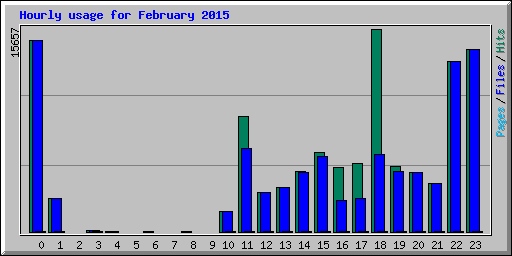 Hourly usage for February 2015
15657
Pages/Files/Hits
0 1 2 3 4 5 6 7 8 9 10 11 12 13 14 15 16 17 18 19 20 21 22 23